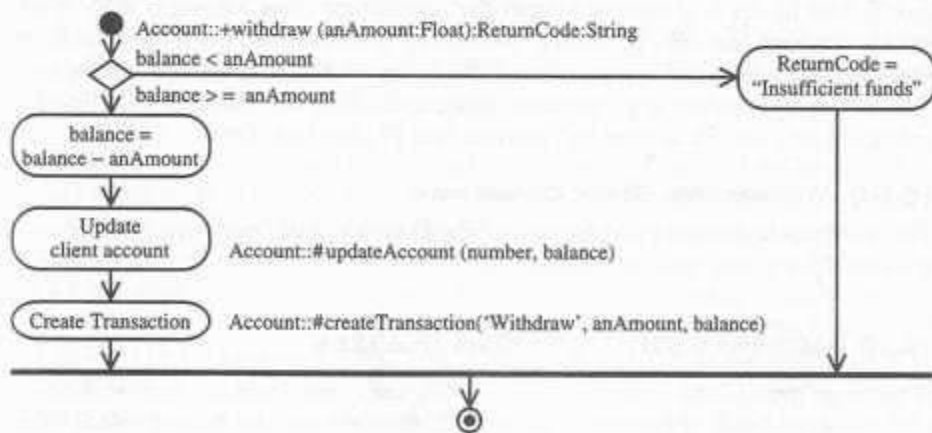 Account::+withdraw (anAmount:Float):ReturnCode:String
balance < anAmount
ReturnCode =
“Insufficient funds”
balance >= anAmount
balance =
balance – anAmount
Update
client account
Account::#updateAccount (number, balance)
Create Transaction
Account::#createTransaction(‘Withdraw’, anAmount, balance)